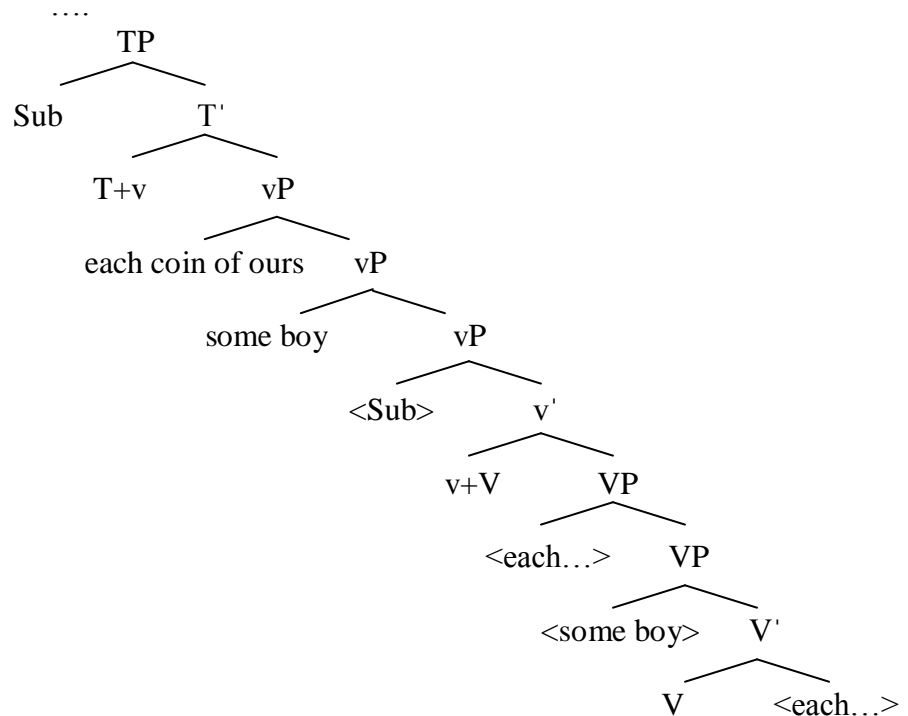 ….
TP
Sub T'
T+v vP
each coin of ours vP
some boy vP
<Sub> v'
v+V VP
<each…> VP
<some boy> V'
V <each…>